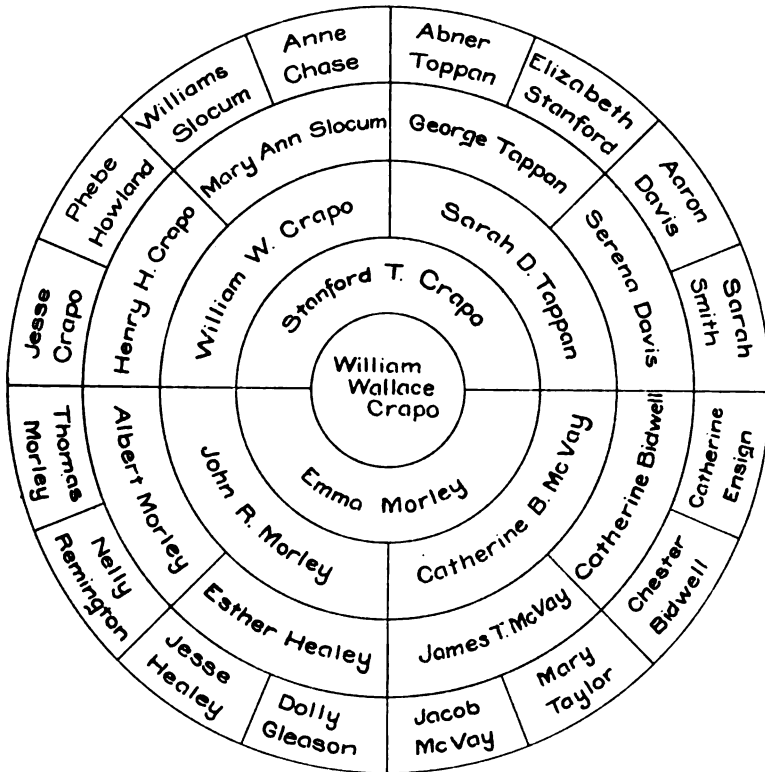 William
Wallace
Crapo
Stanford T. Crapo
Emma Morley
William W. Crapo
Sarah D. Tappan
Catherine B. McVay
John R. Morley
Henry H. Crapo
Mary Ann Slocum
George Tappan
Serena Davis
Catherine Bidwell
James T. McVay
Esther Healey
Albert Morley
Jesse
Crapo
Phebe
Howland
Williams
Slocum
Anne
Chase
Abner
Toppan
Elizabeth
Stanford
Aaron
Davis
Sarah
Smith
Catherine
Ensign
Chester
Bidwell
Mary
Taylor
Jacob
McVay
Dolly
Gleason
Jesse
Healey
Nelly
Remington
Thomas
Morley